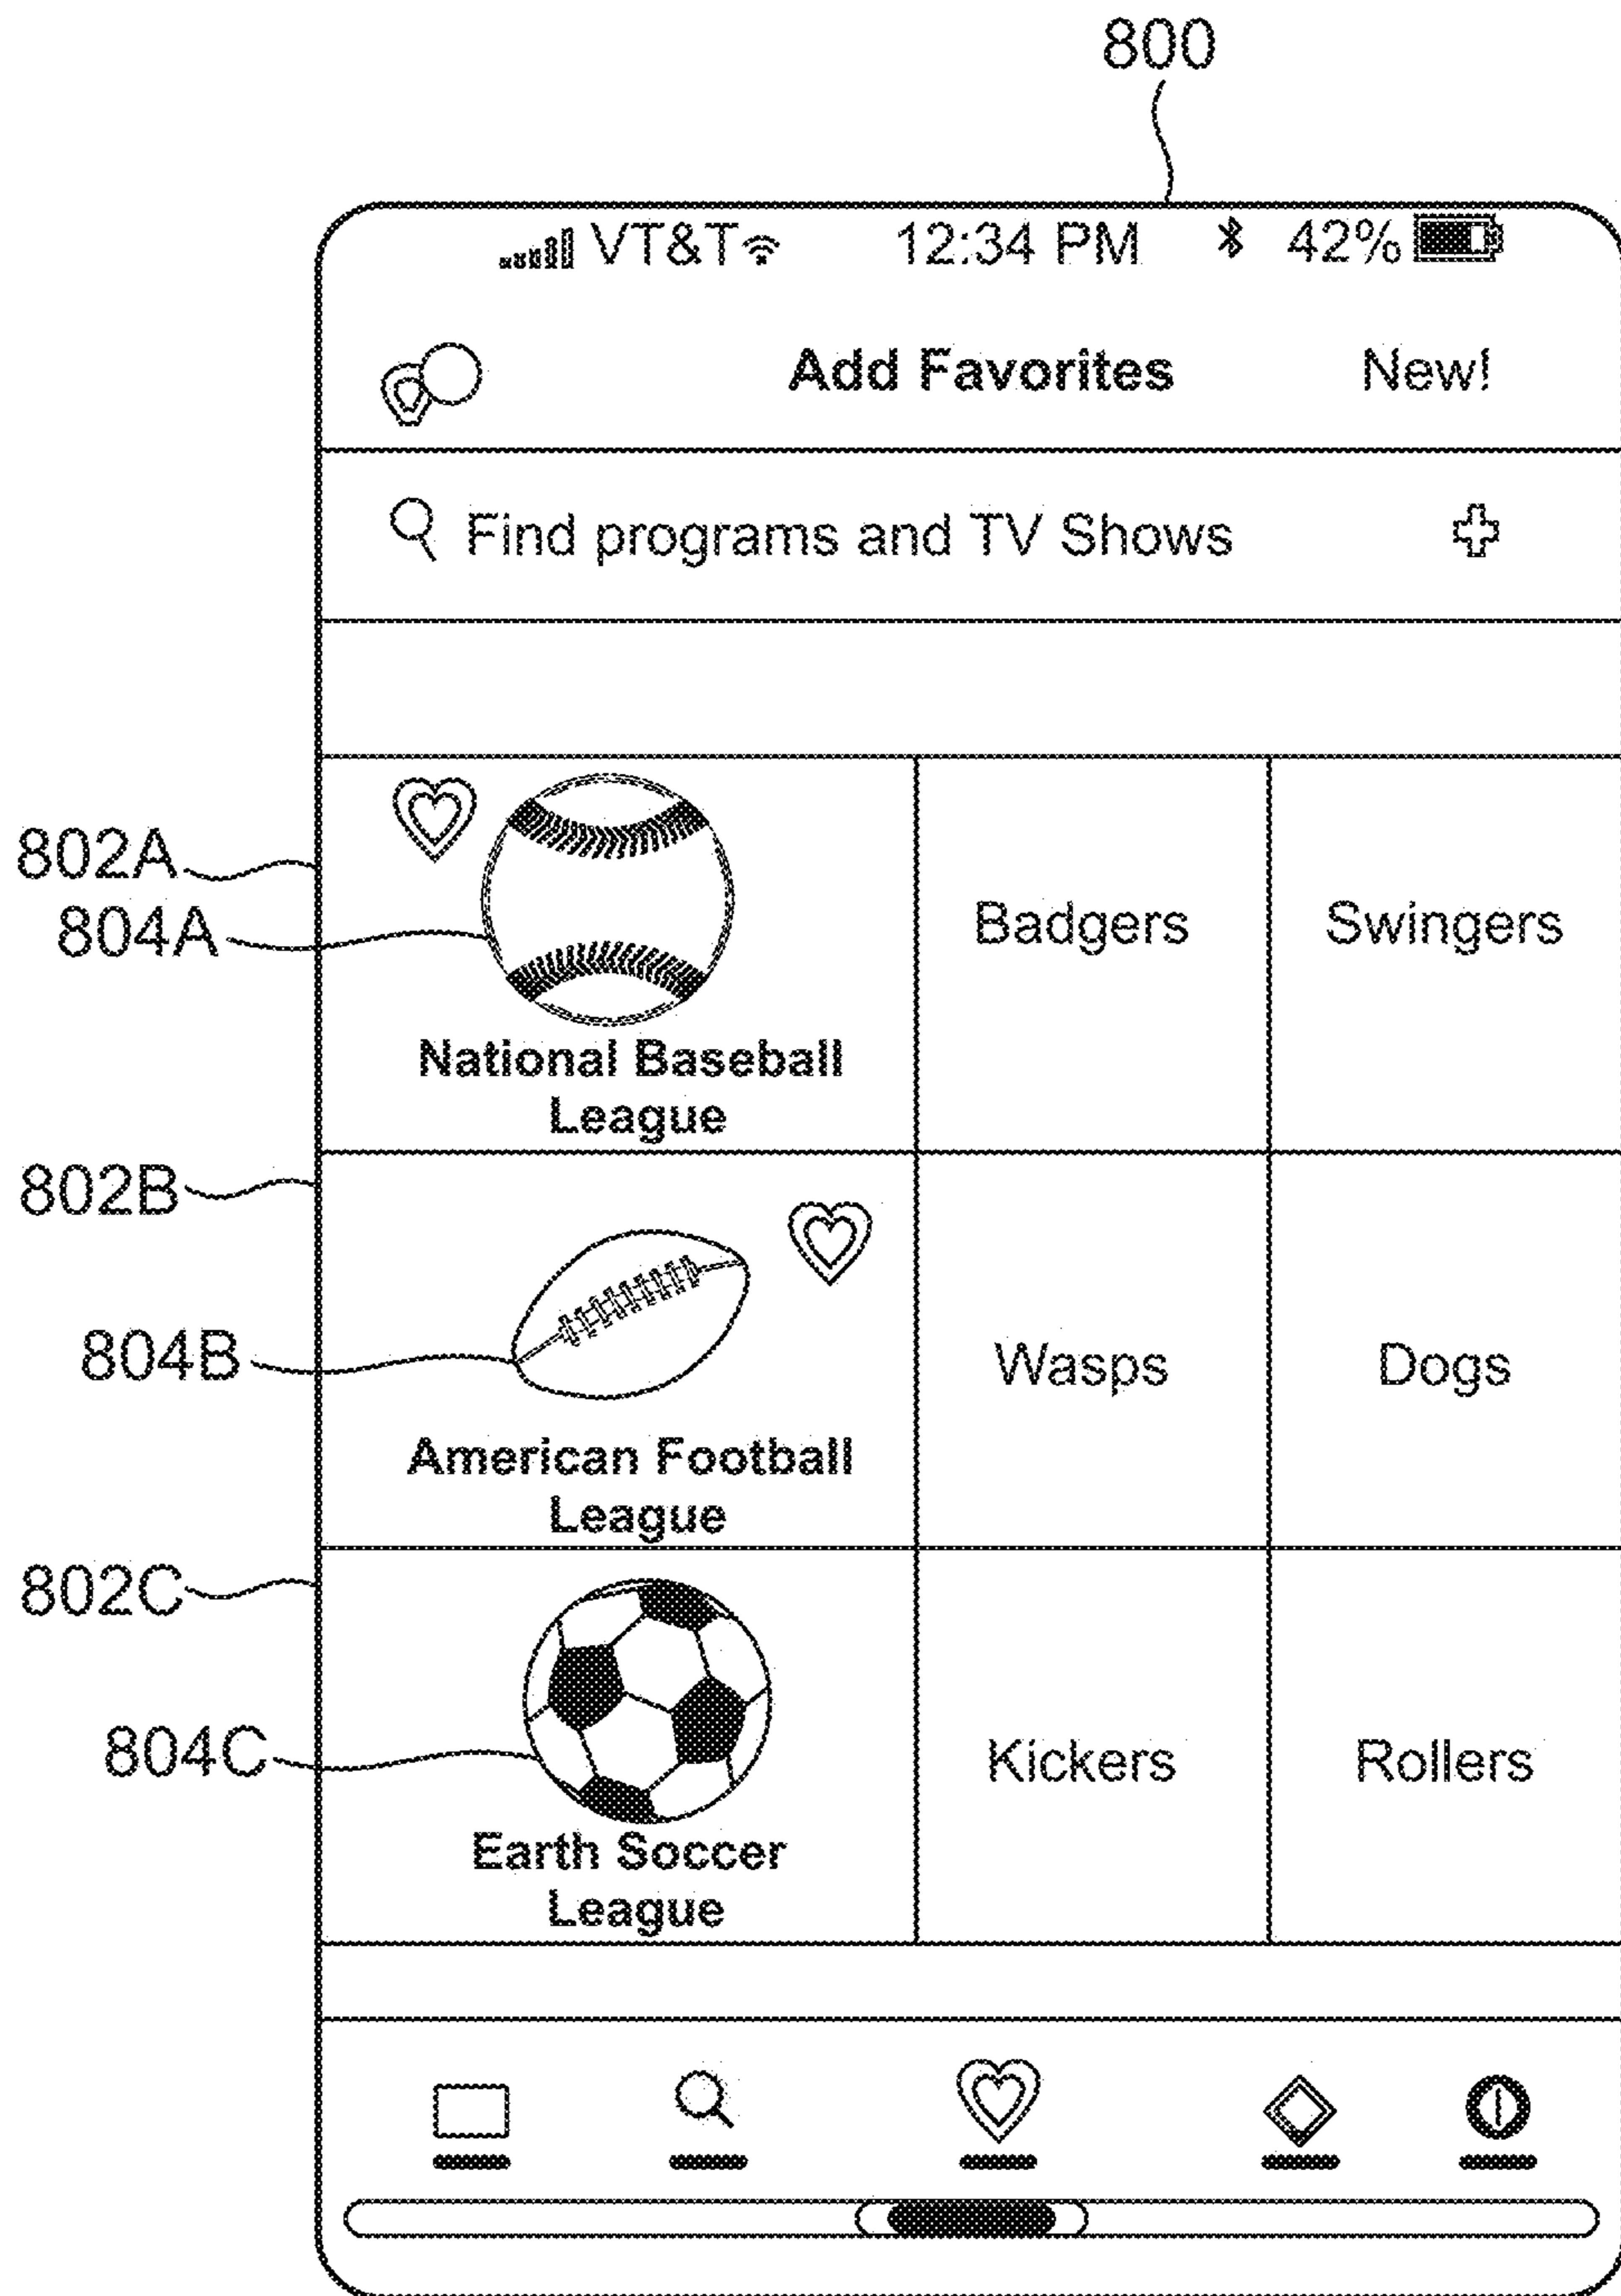 800
VT&T 12:34 PM 42%
Add Favorites New!
Find programs and TV Shows
802A
804A
Badgers Swingers
National Baseball
League
802B
804B
Wasps Dogs
American Football
League
802C
804C
Kickers Rollers
Earth Soccer
League